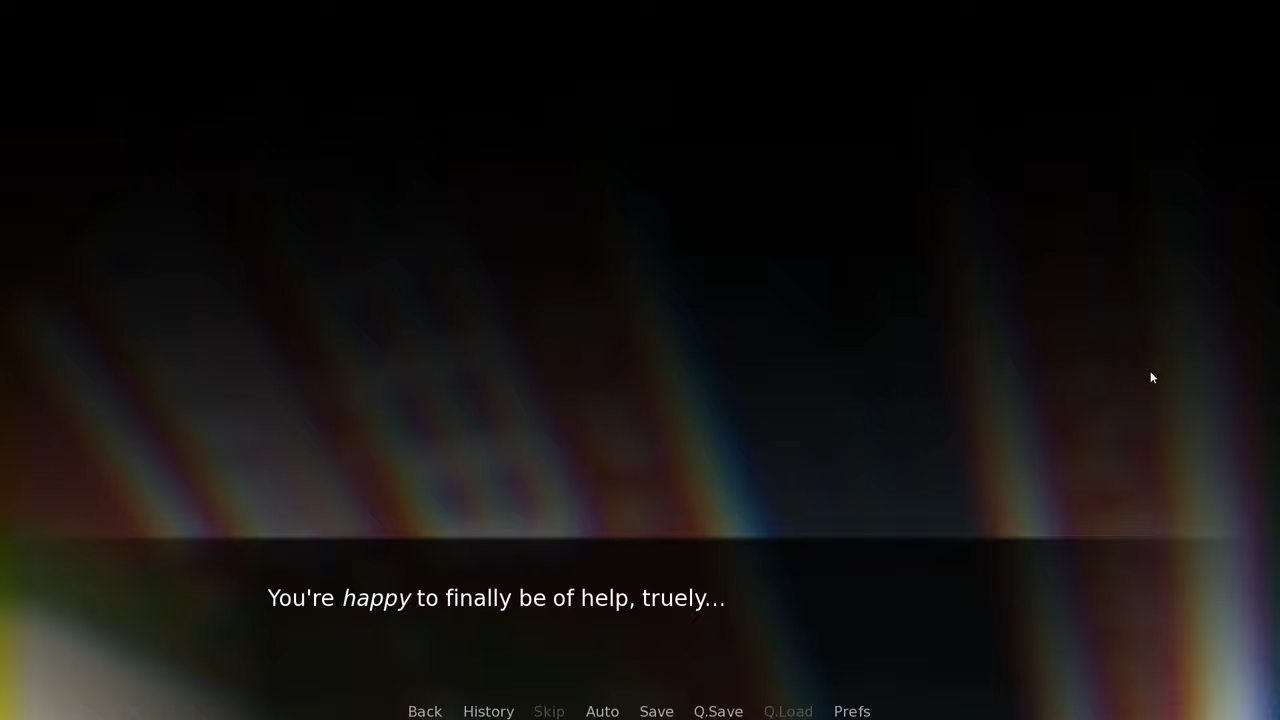 You're happy to finally be of help, truely...
Back History Skip Auto Save Q.Save Q.Load Prefs